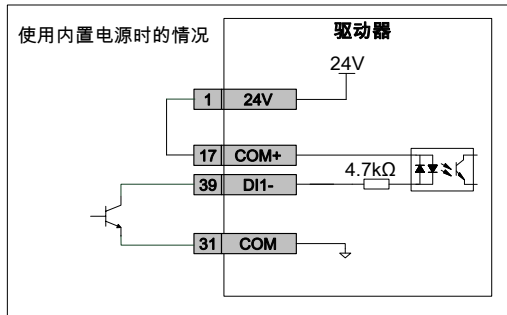 使用内置电源时的情况
驱动器
24V
1 24V
17 COM+
4.7kΩ
39 DI1-
31 COM